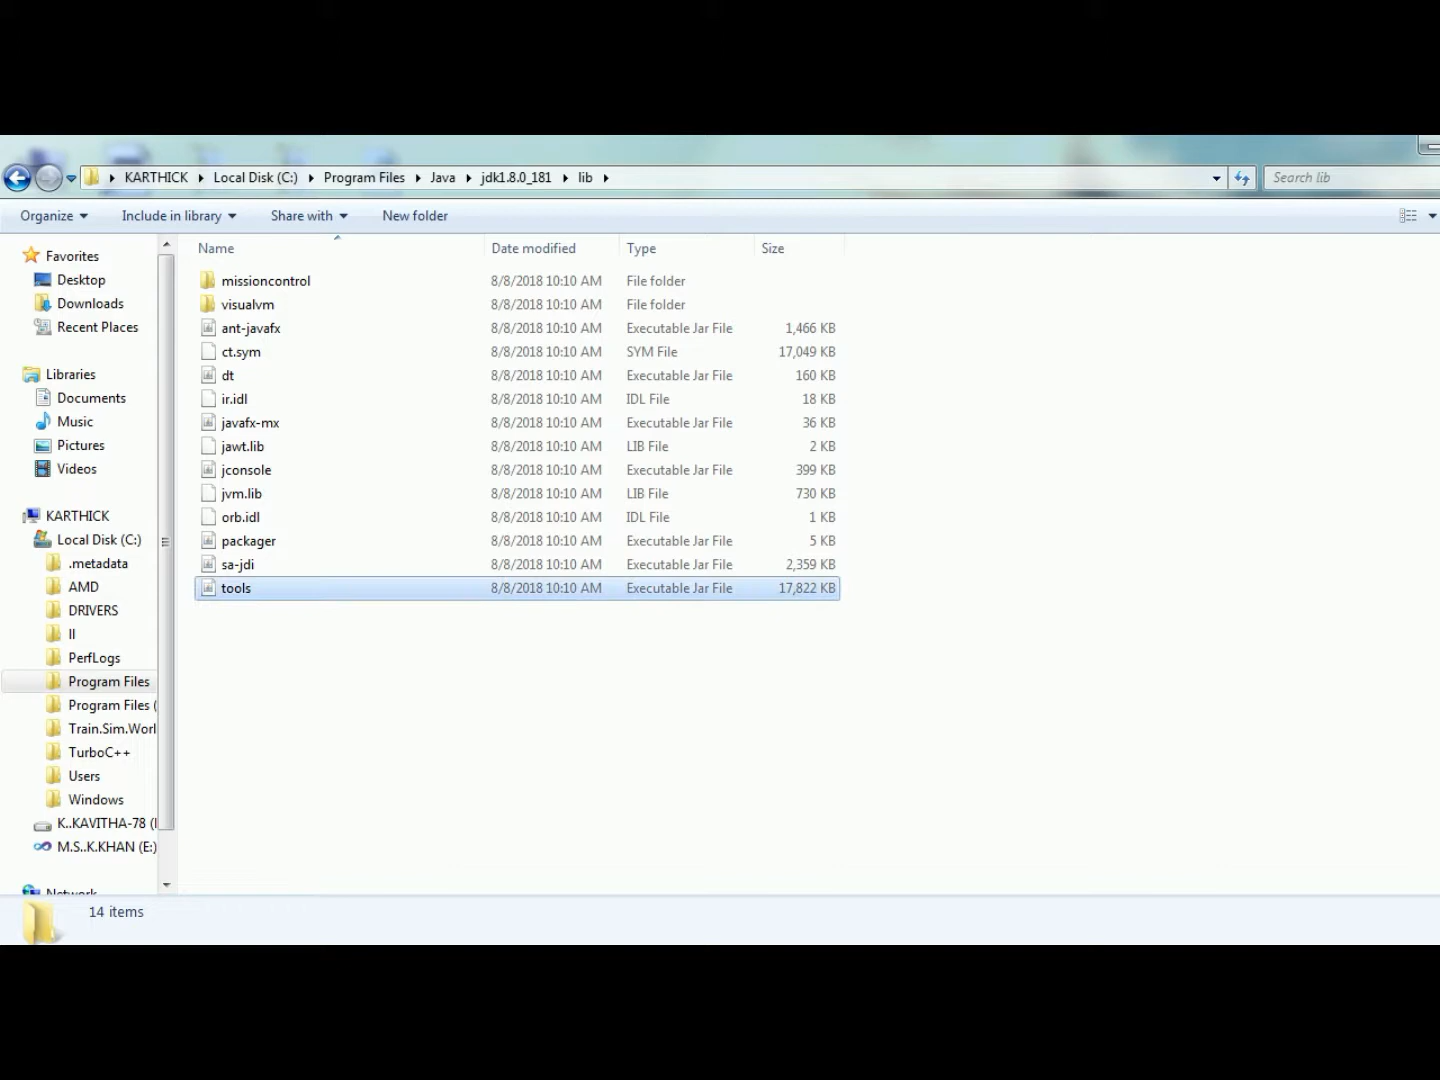 KARTHICK Local Disk (C:) Program Files Java jdk1.8.0_181 lib
Search lib
Organize Include in library Share with New folder
Name Date modified Type Size
missioncontrol 8/8/2018 10:10 AM File folder
visualvm 8/8/2018 10:10 AM File folder
ant-javafx 8/8/2018 10:10 AM Executable Jar File 1,466 KB
ct.sym 8/8/2018 10:10 AM SYM File 17,049 KB
dt 8/8/2018 10:10 AM Executable Jar File 160 KB
ir.idl 8/8/2018 10:10 AM IDL File 18 KB
javafx-mx 8/8/2018 10:10 AM Executable Jar File 36 KB
jawt.lib 8/8/2018 10:10 AM LIB File 2 KB
jconsole 8/8/2018 10:10 AM Executable Jar File 399 KB
jvm.lib 8/8/2018 10:10 AM LIB File 730 KB
orb.idl 8/8/2018 10:10 AM IDL File 1 KB
packager 8/8/2018 10:10 AM Executable Jar File 5 KB
sa-jdi 8/8/2018 10:10 AM Executable Jar File 2,359 KB
tools 8/8/2018 10:10 AM Executable Jar File 17,822 KB
Favorites
Desktop
Downloads
Recent Places
Libraries
Documents
Music
Pictures
Videos
KARTHICK
Local Disk (C:)
.metadata
AMD
DRIVERS
II
PerfLogs
Program Files
Program Files (
Train.Sim.Worl
TurboC++
Users
Windows
K..KAVITHA-78 (
M.S..K.KHAN (E:)
Network
14 items